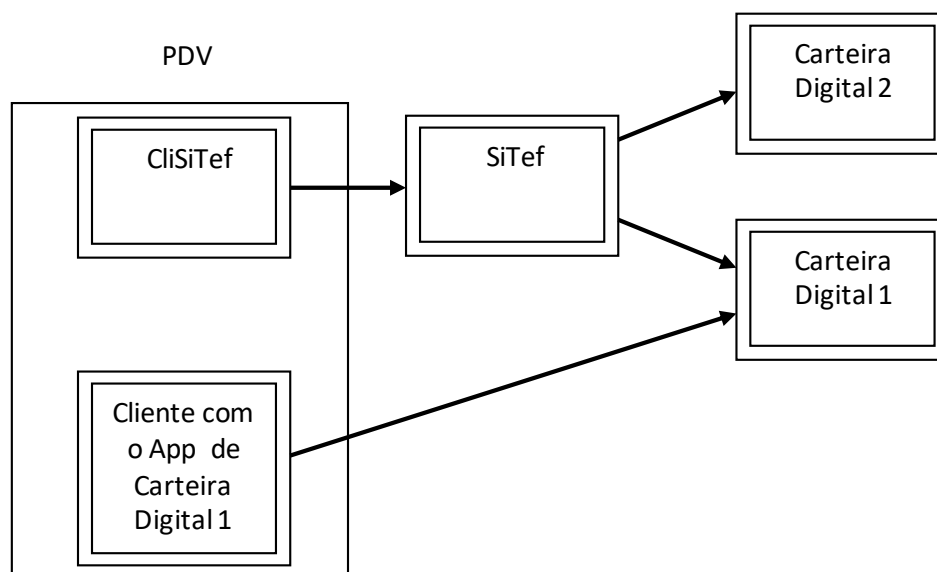 PDV
CliSiTef
SiTef
Carteira
Digital 2
Carteira
Digital 1
Cliente com
o App de
Carteira
Digital 1